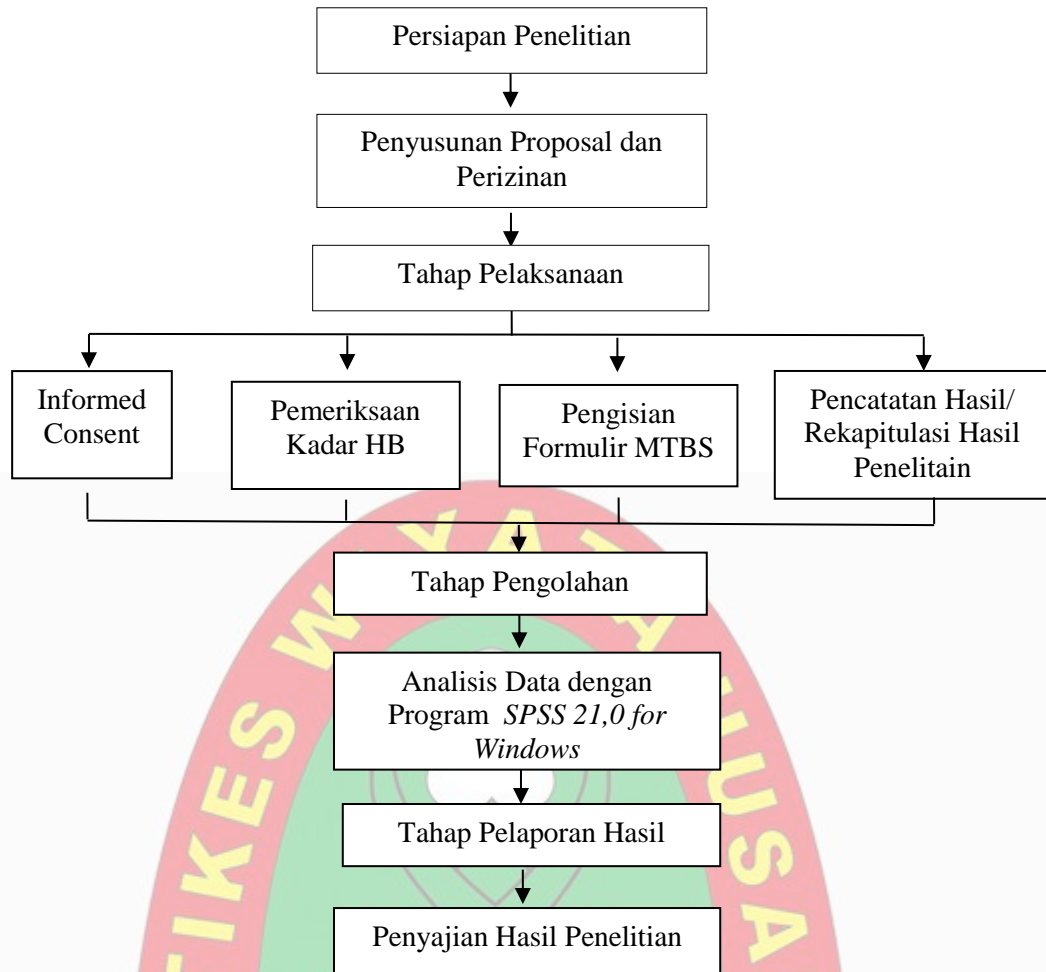 Persiapan Penelitian
Penyusunan Proposal dan
Perizinan
Tahap Pelaksanaan
Informed
Consent
Pemeriksaan
Kadar HB
Pengisian
Formulir MTBS
Pencatatan Hasil/
Rekapitulasi Hasil
Penelitain
Tahap Pengolahan
Analisis Data dengan
Program SPSS 21,0 for
Windows
Tahap Pelaporan Hasil
Penyajian Hasil Penelitian